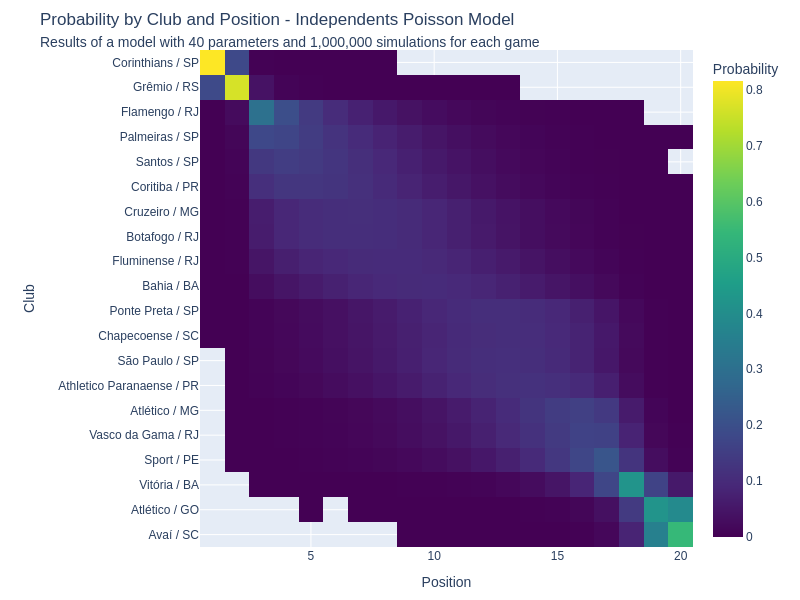 Probability by Club and Position - Independents Poisson Model
Results of a model with 40 parameters and 1,000,000 simulations for each game
Probability
Club
Corinthians / SP
Grêmio / RS
Flamengo / RJ
Palmeiras / SP
Santos / SP
Coritiba / PR
Cruzeiro / MG
Botafogo / RJ
Fluminense / RJ
Bahia / BA
Ponte Preta / SP
Chapecoense / SC
São Paulo / SP
Athletico Paranaense / PR
Atlético / MG
Vasco da Gama / RJ
Sport / PE
Vitória / BA
Atlético / GO
Avaí / SC
0.8
0.7
0.6
0.5
0.4
0.3
0.2
0.1
0
5 10 15 20
Position